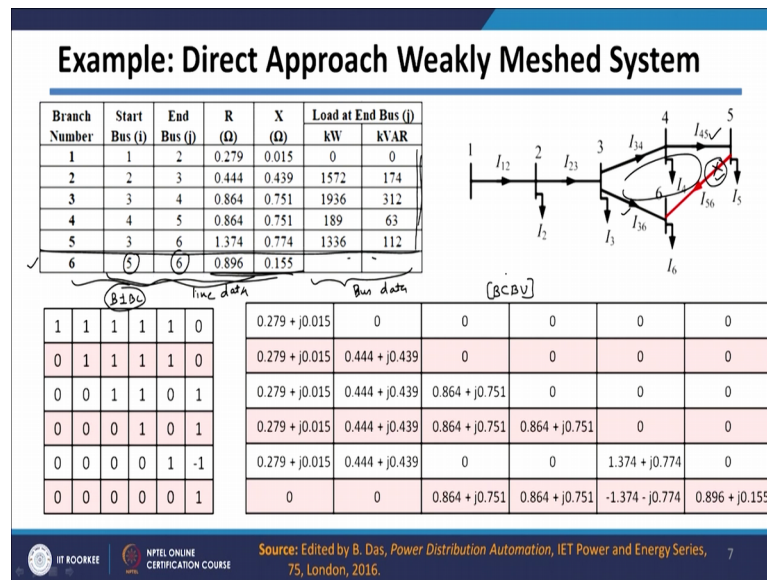 Example: Direct Approach Weakly Meshed System
Branch Number Start Bus (i) End Bus (j) R (Ω) X (Ω) Load at End Bus (j) kW kVAR
1 1 2 0.279 0.015 0 0
2 2 3 0.444 0.439 1572 174
3 3 4 0.864 0.751 1936 312
4 4 5 0.864 0.751 189 63
5 3 6 1.374 0.774 1336 112
6 5 6 0.896 0.155 - -
1 2 3 4 5 6
I12 I23 I34 I45 I36 I56
I2 I3 I4 I5 I6
BIBC
line data
Bus data
[BCBV]
1 1 1 1 1 0
0 1 1 1 1 0
0 0 1 1 0 1
0 0 0 1 0 1
0 0 0 0 1 -1
0 0 0 0 0 1
0.279 + j0.015 0 0 0 0 0
0.279 + j0.015 0.444 + j0.439 0 0 0 0
0.279 + j0.015 0.444 + j0.439 0.864 + j0.751 0 0 0
0.279 + j0.015 0.444 + j0.439 0.864 + j0.751 0.864 + j0.751 0 0
0.279 + j0.015 0.444 + j0.439 0 0 1.374 + j0.774 0
0 0 0.864 + j0.751 0.864 + j0.751 -1.374 - j0.774 0.896 + j0.155
IIT ROORKEE
NPTEL ONLINE
CERTIFICATION COURSE
Source: Edited by B. Das, Power Distribution Automation, IET Power and Energy Series,
75, London, 2016.
7